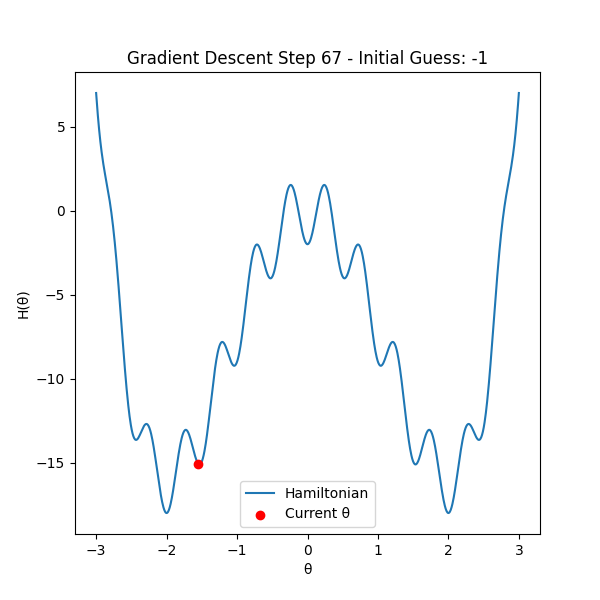 Gradient Descent Step 67 - Initial Guess: -1
H(θ)
5
0
−5
−10
−15
Hamiltonian
Current θ
−3 −2 −1 0 1 2 3
θ